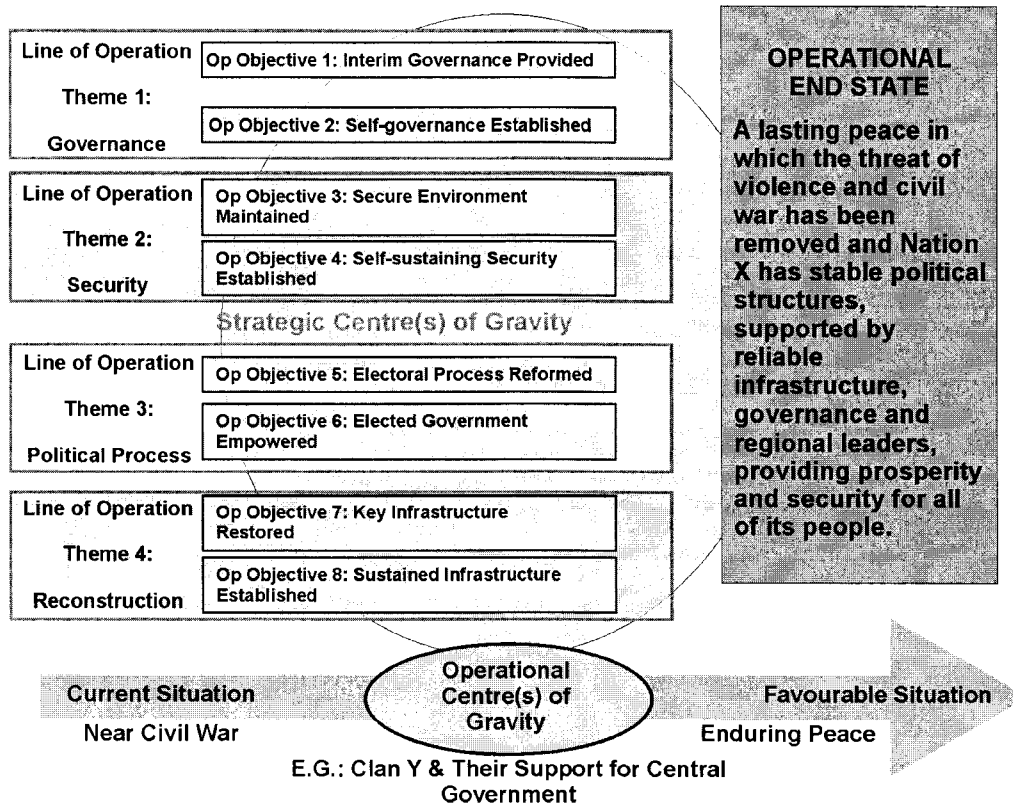 Line of Operation
Theme 1:
Governance
Op Objective 1: Interim Governance Provided
Op Objective 2: Self-governance Established
Line of Operation
Theme 2:
Security
Op Objective 3: Secure Environment
Maintained
Op Objective 4: Self-sustaining Security
Established
Strategic Centre(s) of Gravity
Line of Operation
Theme 3:
Political Process
Op Objective 5: Electoral Process Reformed
Op Objective 6: Elected Government
Empowered
Line of Operation
Theme 4:
Reconstruction
Op Objective 7: Key Infrastructure
Restored
Op Objective 8: Sustained Infrastructure
Established
OPERATIONAL
END STATE
A lasting peace in
which the threat of
violence and civil
war has been
removed and Nation
X has stable political
structures,
supported by
reliable
infrastructure,
governance and
regional leaders,
providing prosperity
and security for all
of its people.
Current Situation
Near Civil War
Operational
Centre(s) of
Gravity
Favourable Situation
Enduring Peace
E.G.: Clan Y & Their Support for Central
Government